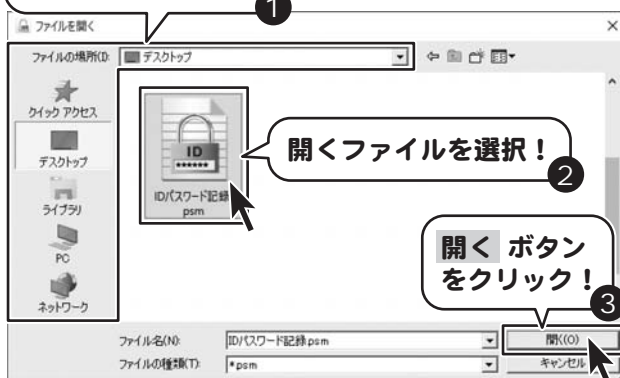 1
ファイルを開く
ファイルの場所(I):
デスクトップ
クイック アクセス
デスクトップ
ライブラリ
PC
ネットワーク
ID
******
IDパスワード記録
psm
開くファイルを選択！
2
開く ボタン
をクリック！
3
ファイル名(N):
IDパスワード記録.psm
開く(O)
ファイルの種類(T):
*psm
キャンセル